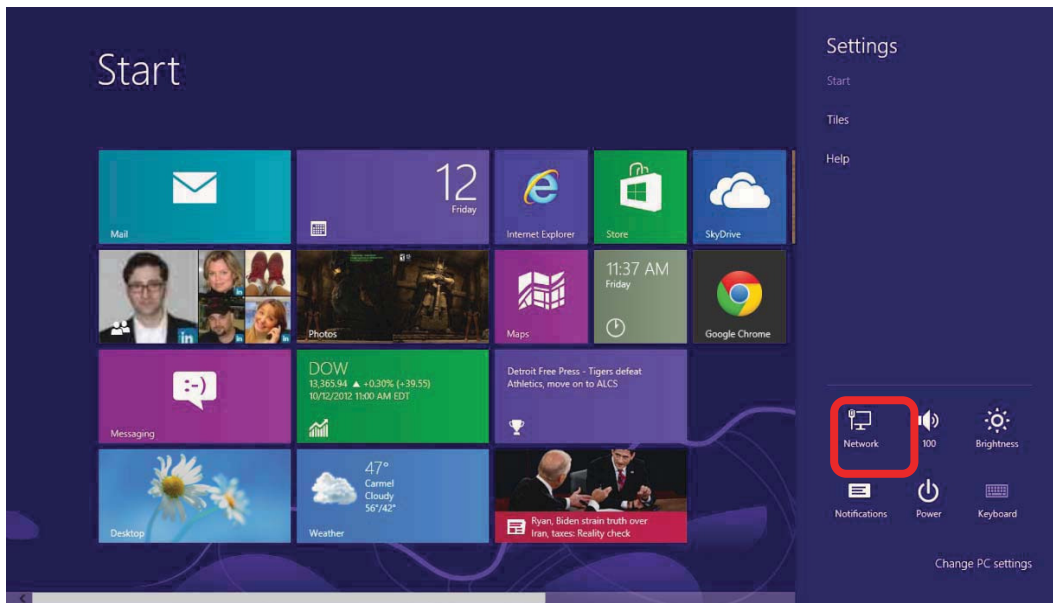 Start
Mail
12
Friday
Internet Explorer
Store
SkyDrive
in
Photos
Maps
11:37 AM
Friday
Google Chrome
Messaging
:-)
DOW
13,365.94 ▲ +0.30% (+39.55)
10/12/2012 11:00 AM EDT
Detroit Free Press - Tigers defeat
Athletics, move on to ALCS
Desktop
47°
Carmel
Cloudy
56°/42°
Weather
Ryan, Biden strain truth over
Iran, taxes: Reality check
Settings
Start
Tiles
Help
Network
100
Brightness
Notifications
Power
Keyboard
Change PC settings